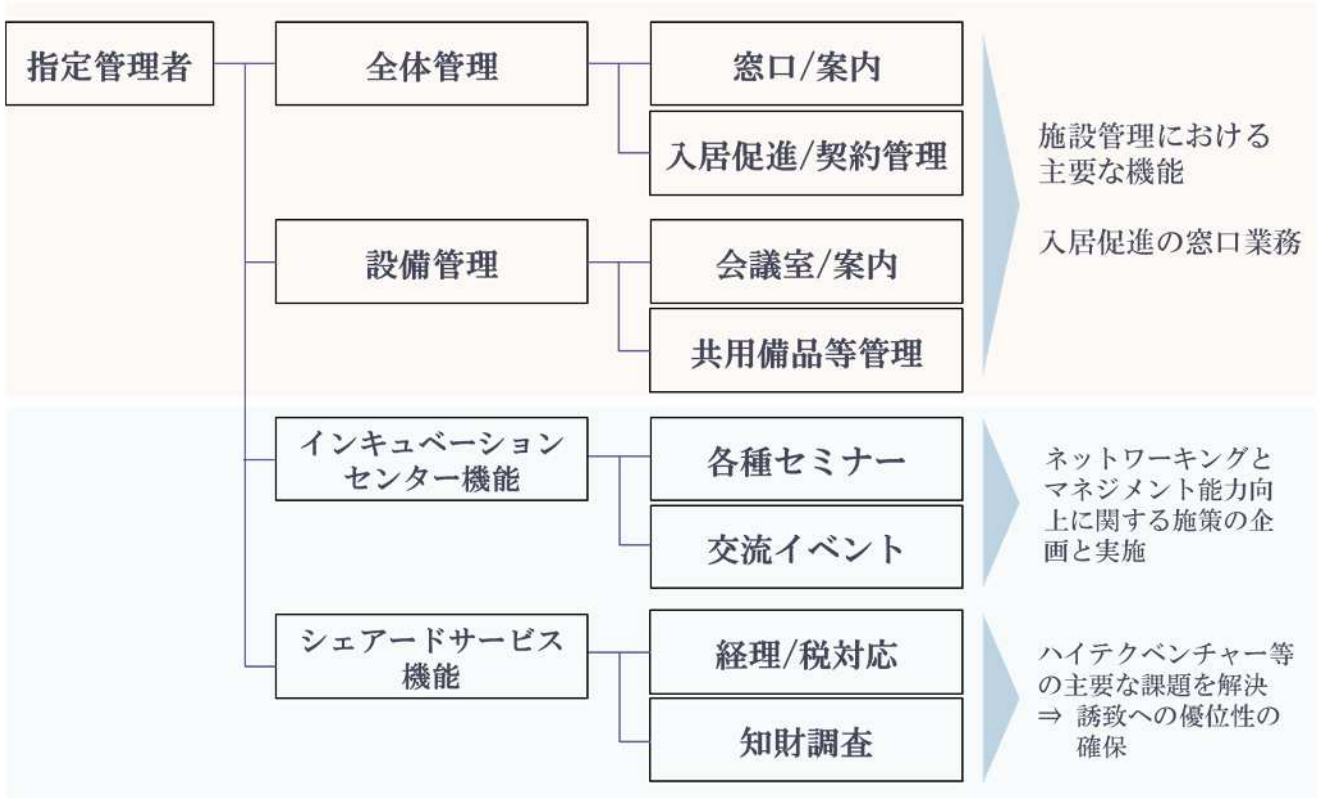 指定管理者
全体管理
窓口/案内
入居促進/契約管理
設備管理
会議室/案内
共用備品等管理
施設管理における
主要な機能
入居促進の窓口業務
インキュベーション
センター機能
各種セミナー
交流イベント
ネットワーキングと
マネジメント能力向
上に関する施策の企
画と実施
シェアードサービス
機能
経理/税対応
知財調査
ハイテクベンチャー等
の主要な課題を解決
⇒ 誘致への優位性の
確保